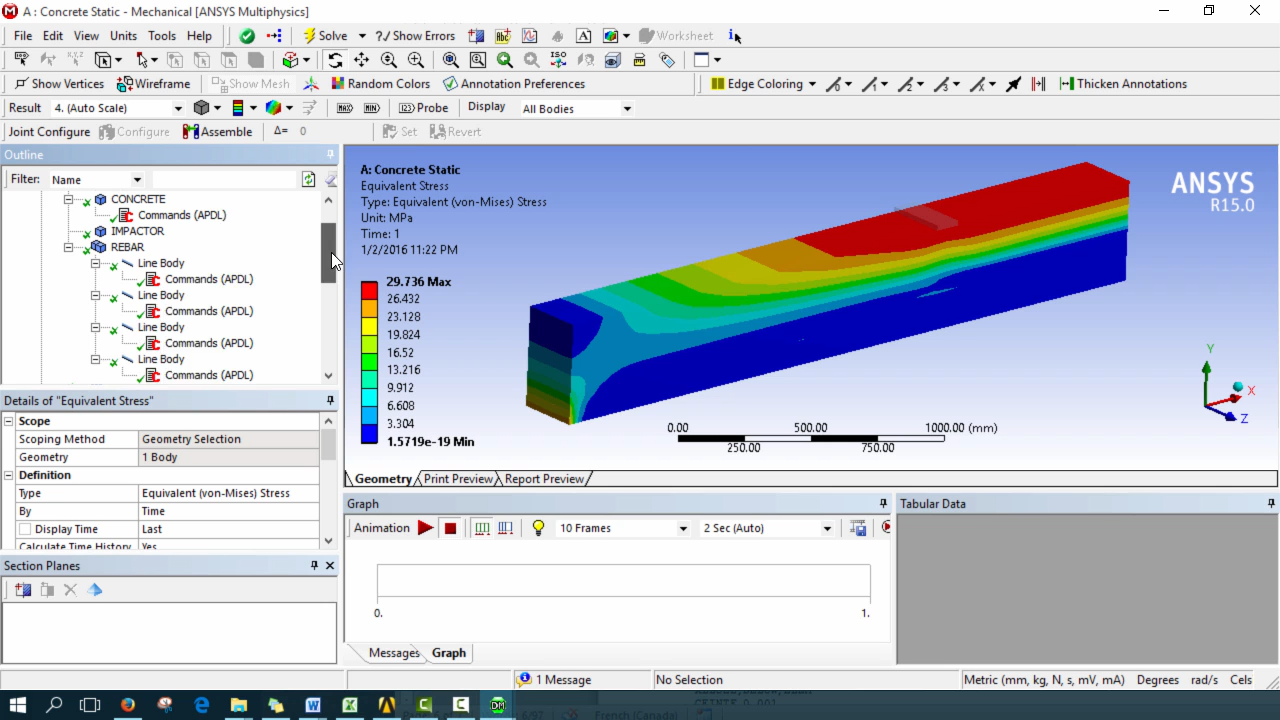 A : Concrete Static - Mechanical [ANSYS Multiphysics]
File Edit View Units Tools Help Solve ?/ Show Errors Worksheet
Show Vertices Wireframe Show Mesh Random Colors Annotation Preferences Edge Coloring Thicken Annotations
Result 4. (Auto Scale) MAX MIN Probe Display All Bodies
Joint Configure Configure Assemble Δ= 0 Set Revert
Outline
Filter: Name
CONCRETE
Commands (APDL)
IMPACTOR
REBAR
Line Body
Commands (APDL)
Line Body
Commands (APDL)
Line Body
Commands (APDL)
Line Body
Commands (APDL)
Details of "Equivalent Stress"
Scope
Scoping Method Geometry Selection
Geometry 1 Body
Definition
Type Equivalent (von-Mises) Stress
By Time
Display Time Last
Calculate Time History Yes
Section Planes
A: Concrete Static
Equivalent Stress
Type: Equivalent (von-Mises) Stress
Unit: MPa
Time: 1
1/2/2016 11:22 PM
29.736 Max
26.432
23.128
19.824
16.52
13.216
9.912
6.608
3.304
1.5719e-19 Min
ANSYS
R15.0
0.00 500.00 1000.00 (mm)
250.00 750.00
Y
X
Z
Geometry Print Preview Report Preview
Graph
Animation 10 Frames 2 Sec (Auto)
0. 1.
Messages Graph
Tabular Data
1 Message No Selection Metric (mm, kg, N, s, mV, mA) Degrees rad/s Cels
French (Canada)